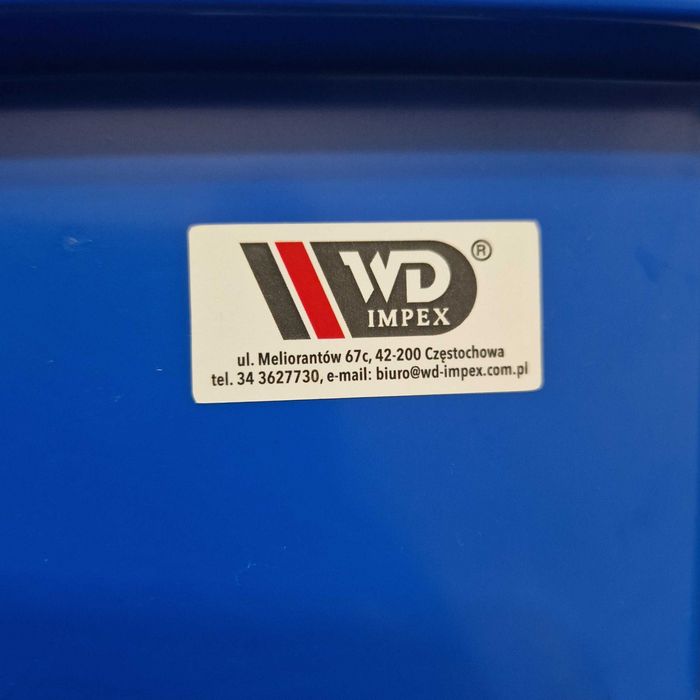 WD ®
IMPEX
ul. Meliorantów 67c, 42-200 Częstochowa
tel. 34 3627730, e-mail: biuro@wd-impex.com.pl